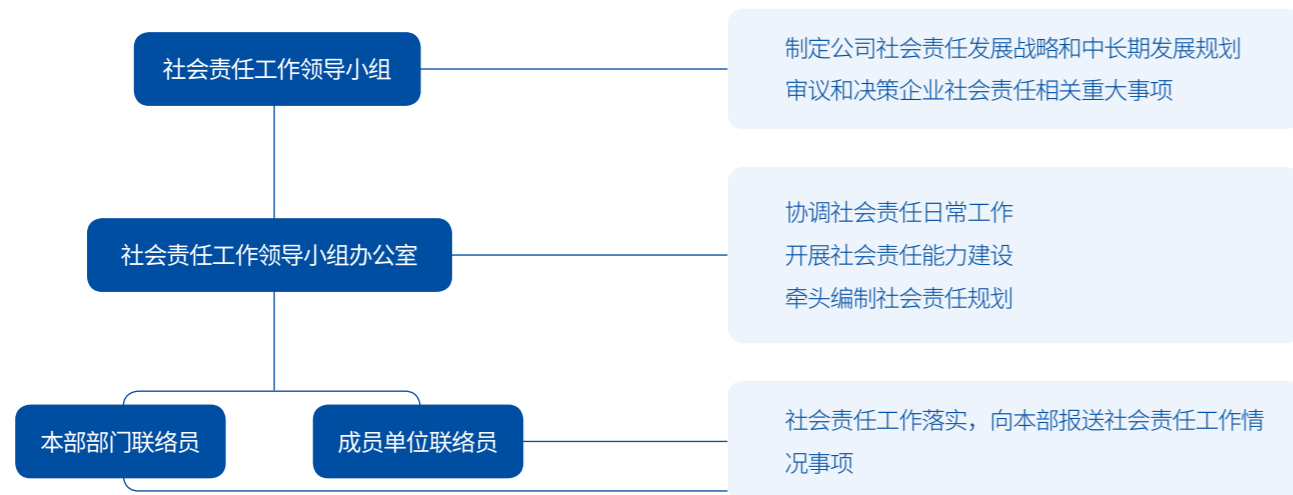 社会责任工作领导小组
制定公司社会责任发展战略和中长期发展规划
审议和决策企业社会责任相关重大事项
社会责任工作领导小组办公室
协调社会责任日常工作
开展社会责任能力建设
牵头编制社会责任规划
本部部门联络员
成员单位联络员
社会责任工作落实，向本部报送社会责任工作情
况事项